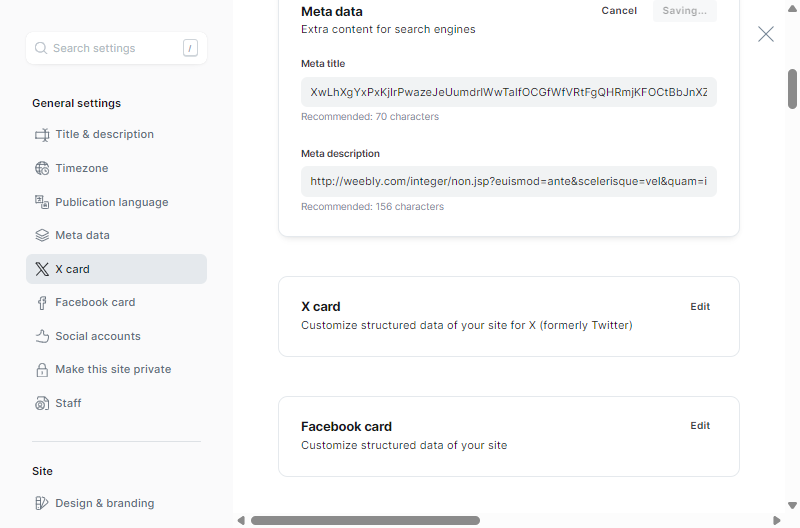 Search settings
/
General settings
Title & description
Timezone
Publication language
Meta data
X card
Facebook card
Social accounts
Make this site private
Staff
Site
Design & branding
Meta data
Cancel
Saving...
Extra content for search engines
Meta title
Recommended: 70 characters
Meta description
http://weebly.com/integer/non.jsp?euismod=ante&scelerisque=vel&quam=i
Recommended: 156 characters
X card
Edit
Customize structured data of your site for X (formerly Twitter)
Facebook card
Edit
Customize structured data of your site